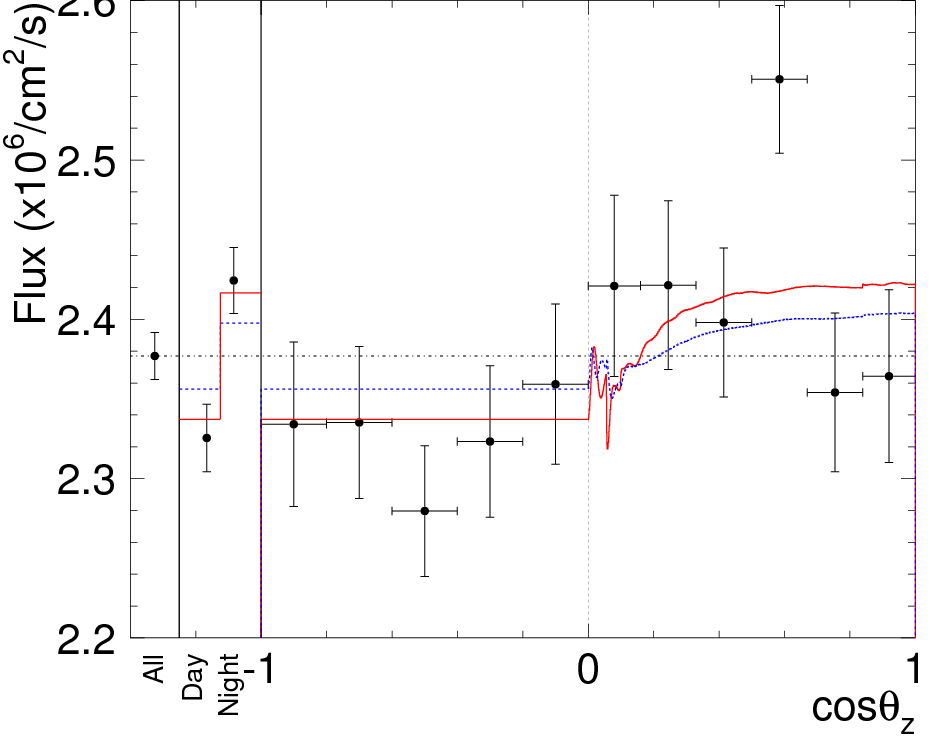 Flux (x10⁶/cm²/s)
2.6
2.5
2.4
2.3
2.2
All
Day
Night
-1
0
1
cosθz